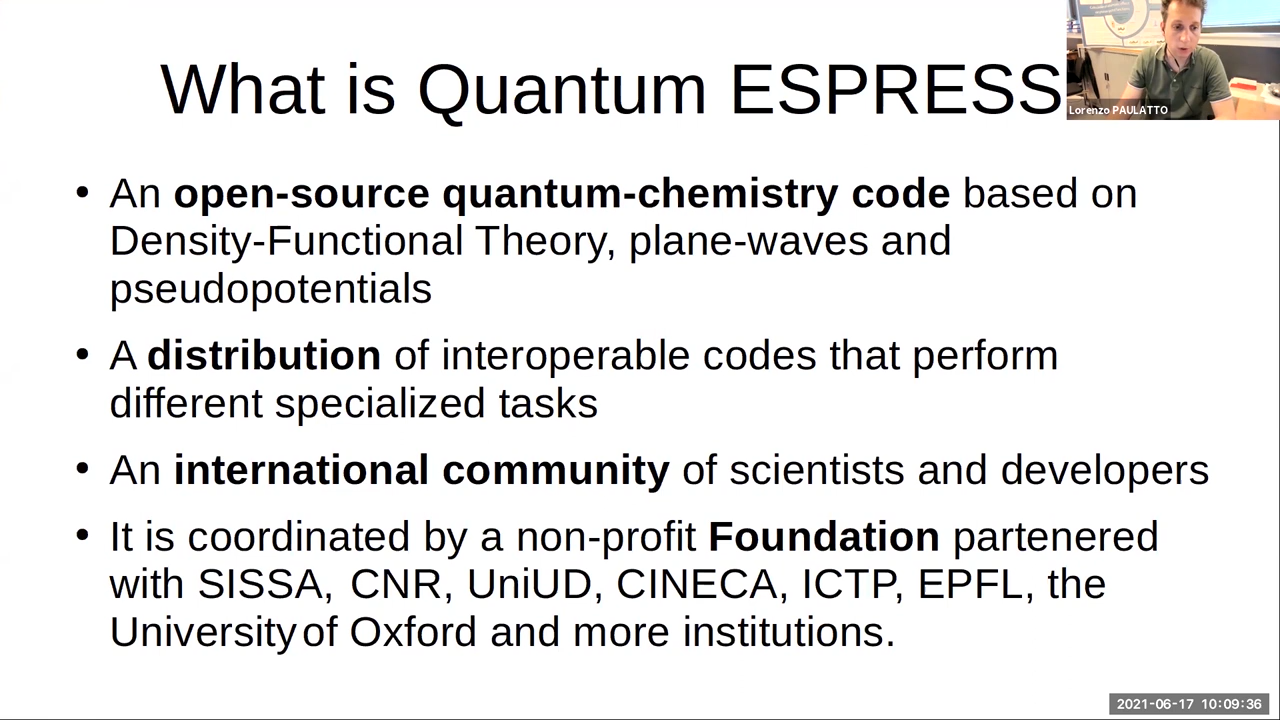 What is Quantum ESPRESS
Lorenzo PAULATTO
• An open-source quantum-chemistry code based on
Density-Functional Theory, plane-waves and
pseudopotentials
• A distribution of interoperable codes that perform
different specialized tasks
• An international community of scientists and developers
• It is coordinated by a non-profit Foundation partenered
with SISSA, CNR, UniUD, CINECA, ICTP, EPFL, the
University of Oxford and more institutions.
2021-06-17 10:09:36